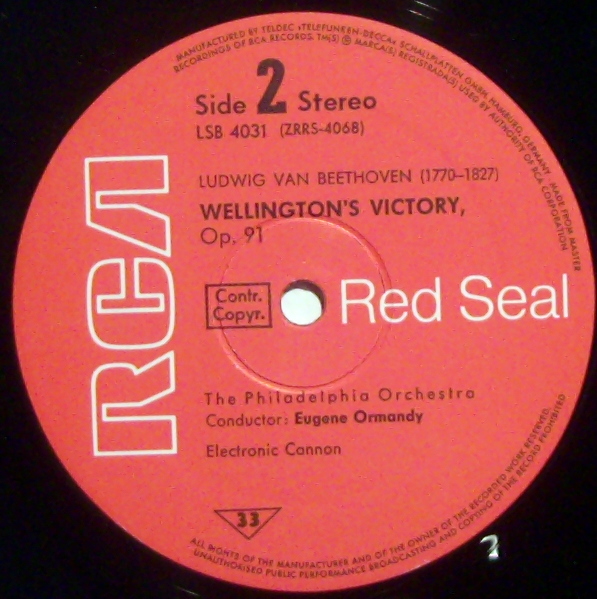 MANUFACTURED BY TELDEC »TELEFUNKEN-DECCA« SCHALLPLATTEN GMBH, HAMBURG, GERMANY · MADE FROM MASTER
RECORDINGS OF RCA RECORDS. TM(S) ® MARCA(S) REGISTRADA(S) USED BY AUTHORITY OF RCA CORPORATION
Side 2 Stereo
LSB 4031 (ZRRS-4068)
LUDWIG VAN BEETHOVEN (1770–1827)
WELLINGTON'S VICTORY,
Op. 91
RCA
Contr.
Copyr.
Red Seal
The Philadelphia Orchestra
Conductor: Eugene Ormandy
Electronic Cannon
33
ALL RIGHTS OF THE MANUFACTURER AND OF THE OWNER OF THE RECORDED WORK RESERVED.
UNAUTHORISED PUBLIC PERFORMANCE BROADCASTING AND COPYING OF THE RECORD PROHIBITED